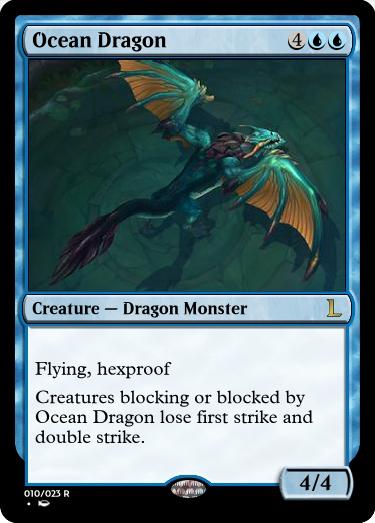 Ocean Dragon 4
Creature — Dragon Monster L
Flying, hexproof
Creatures blocking or blocked by
Ocean Dragon lose first strike and
double strike.
4/4
010/023 R